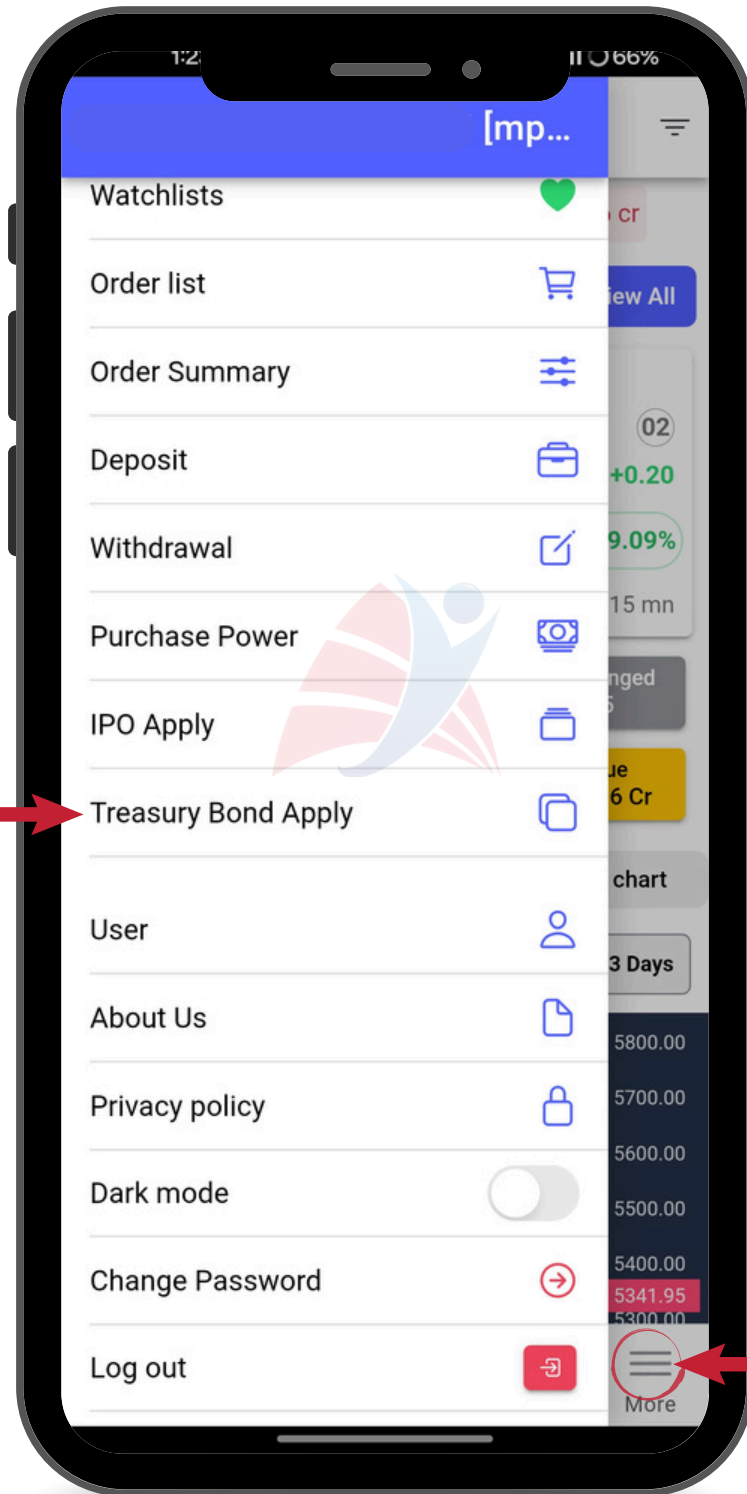 66%
[mp...
Watchlists
cr
Order list
iew All
Order Summary
02
Deposit
+0.20
Withdrawal
9.09%
15 mn
Purchase Power
nged
IPO Apply
ue
6 Cr
Treasury Bond Apply
chart
User
3 Days
About Us
5800.00
Privacy policy
5700.00
5600.00
Dark mode
5500.00
5400.00
Change Password
5341.95
5300.00
Log out
More